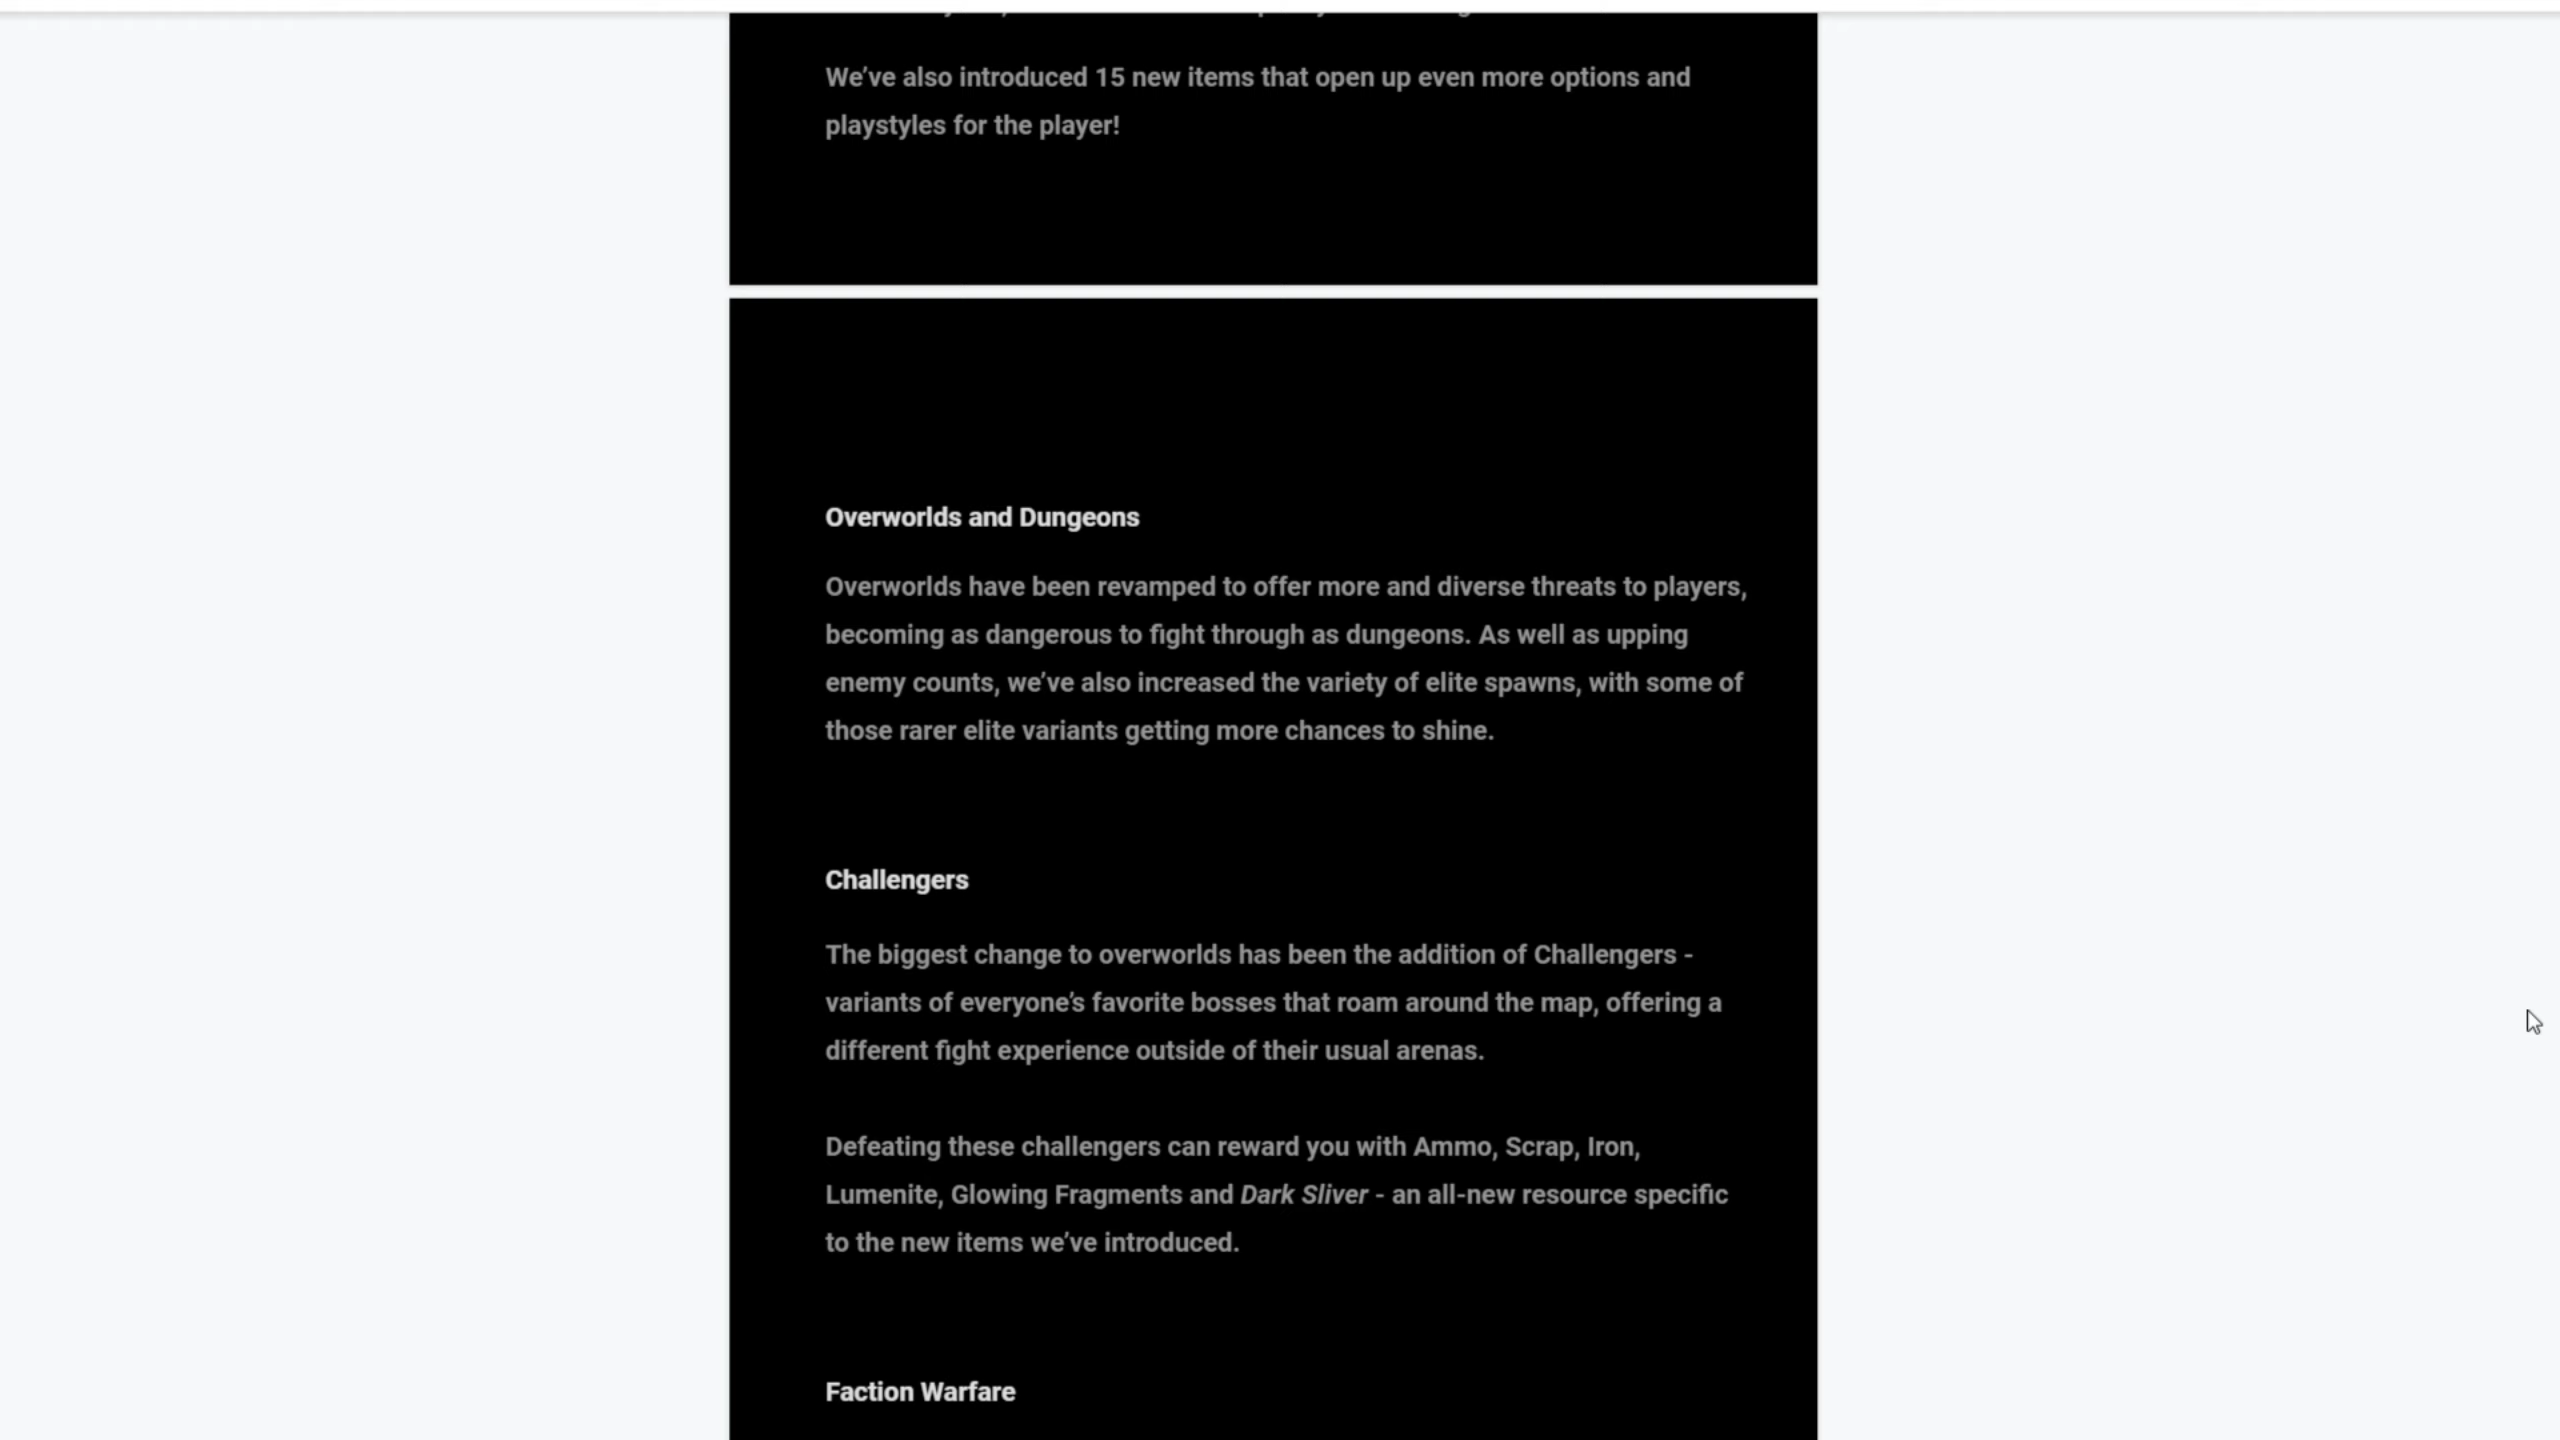 We’ve also introduced 15 new items that open up even more options and
playstyles for the player!
Overworlds and Dungeons
Overworlds have been revamped to offer more and diverse threats to players,
becoming as dangerous to fight through as dungeons. As well as upping
enemy counts, we’ve also increased the variety of elite spawns, with some of
those rarer elite variants getting more chances to shine.
Challengers
The biggest change to overworlds has been the addition of Challengers -
variants of everyone’s favorite bosses that roam around the map, offering a
different fight experience outside of their usual arenas.
Defeating these challengers can reward you with Ammo, Scrap, Iron,
Lumenite, Glowing Fragments and Dark Sliver - an all-new resource specific
to the new items we’ve introduced.
Faction Warfare